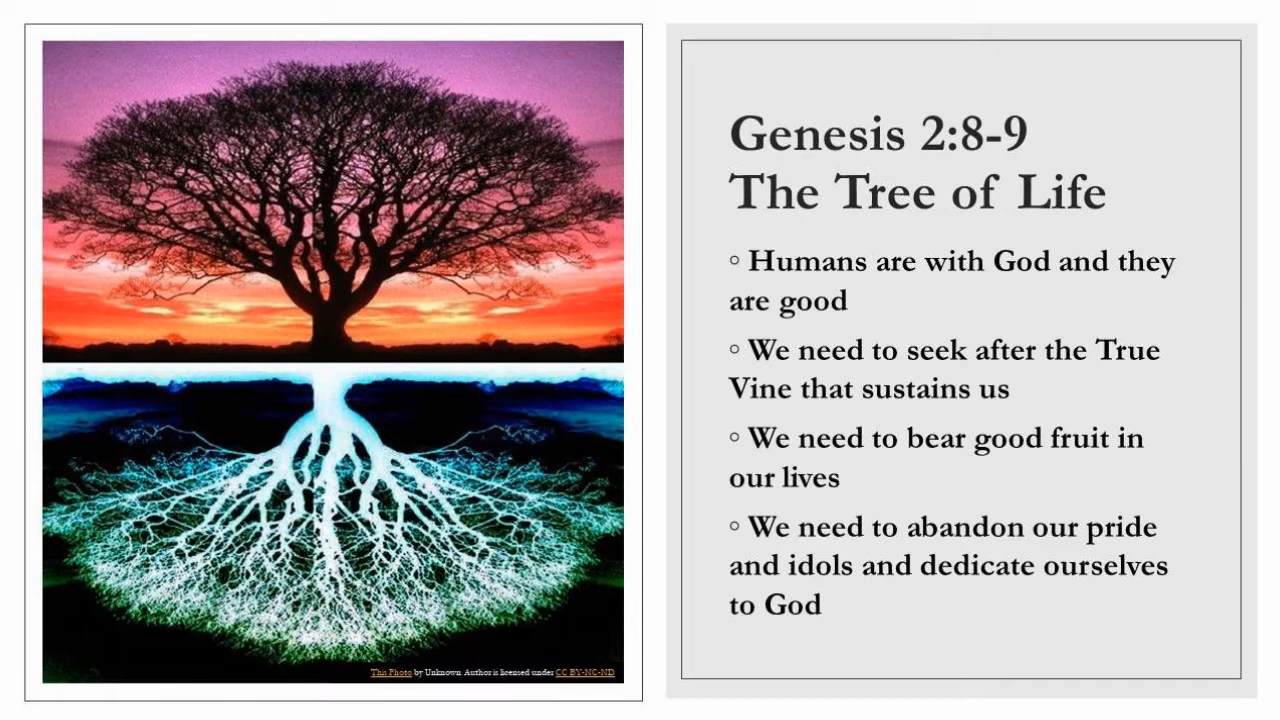 Genesis 2:8-9
The Tree of Life
◦ Humans are with God and they
are good
◦ We need to seek after the True
Vine that sustains us
◦ We need to bear good fruit in
our lives
◦ We need to abandon our pride
and idols and dedicate ourselves
to God
This Photo by Unknown Author is licensed under CC BY-NC-ND